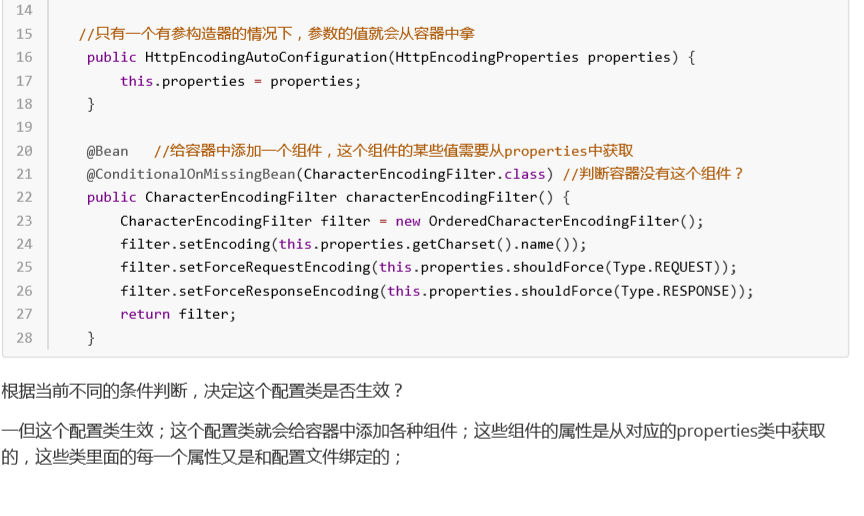 14
15 //只有一个有参构造器的情况下，参数的值就会从容器中拿
16 public HttpEncodingAutoConfiguration(HttpEncodingProperties properties) {
17 this.properties = properties;
18 }
19
20 @Bean //给容器中添加一个组件，这个组件的某些值需要从properties中获取
21 @ConditionalOnMissingBean(CharacterEncodingFilter.class) //判断容器没有这个组件？
22 public CharacterEncodingFilter characterEncodingFilter() {
23 CharacterEncodingFilter filter = new OrderedCharacterEncodingFilter();
24 filter.setEncoding(this.properties.getCharset().name());
25 filter.setForceRequestEncoding(this.properties.shouldForce(Type.REQUEST));
26 filter.setForceResponseEncoding(this.properties.shouldForce(Type.RESPONSE));
27 return filter;
28 }
根据当前不同的条件判断，决定这个配置类是否生效？
一但这个配置类生效；这个配置类就会给容器中添加各种组件；这些组件的属性是从对应的properties类中获取
的，这些类里面的每一个属性又是和配置文件绑定的；